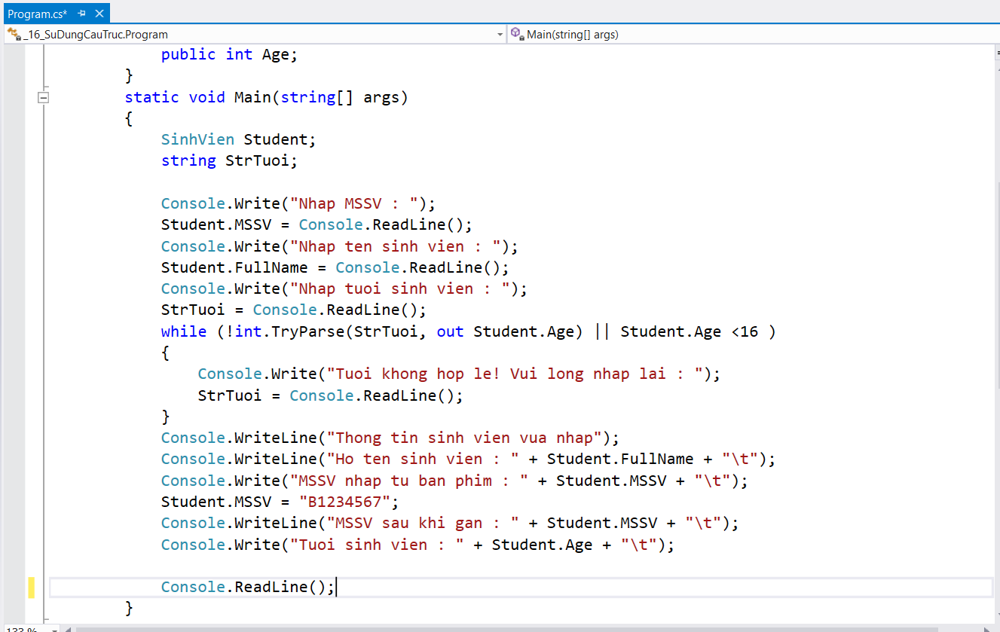 Program.cs*
_16_SuDungCauTruc.Program
Main(string[] args)
public int Age;
}
static void Main(string[] args)
{
SinhVien Student;
string StrTuoi;
Console.Write("Nhap MSSV : ");
Student.MSSV = Console.ReadLine();
Console.Write("Nhap ten sinh vien : ");
Student.FullName = Console.ReadLine();
Console.Write("Nhap tuoi sinh vien : ");
StrTuoi = Console.ReadLine();
while (!int.TryParse(StrTuoi, out Student.Age) || Student.Age <16 )
{
Console.Write("Tuoi khong hop le! Vui long nhap lai : ");
StrTuoi = Console.ReadLine();
}
Console.WriteLine("Thong tin sinh vien vua nhap");
Console.WriteLine("Ho ten sinh vien : " + Student.FullName + "\t");
Console.Write("MSSV nhap tu ban phim : " + Student.MSSV + "\t");
Student.MSSV = "B1234567";
Console.WriteLine("MSSV sau khi gan : " + Student.MSSV + "\t");
Console.Write("Tuoi sinh vien : " + Student.Age + "\t");
Console.ReadLine();
}
133 %